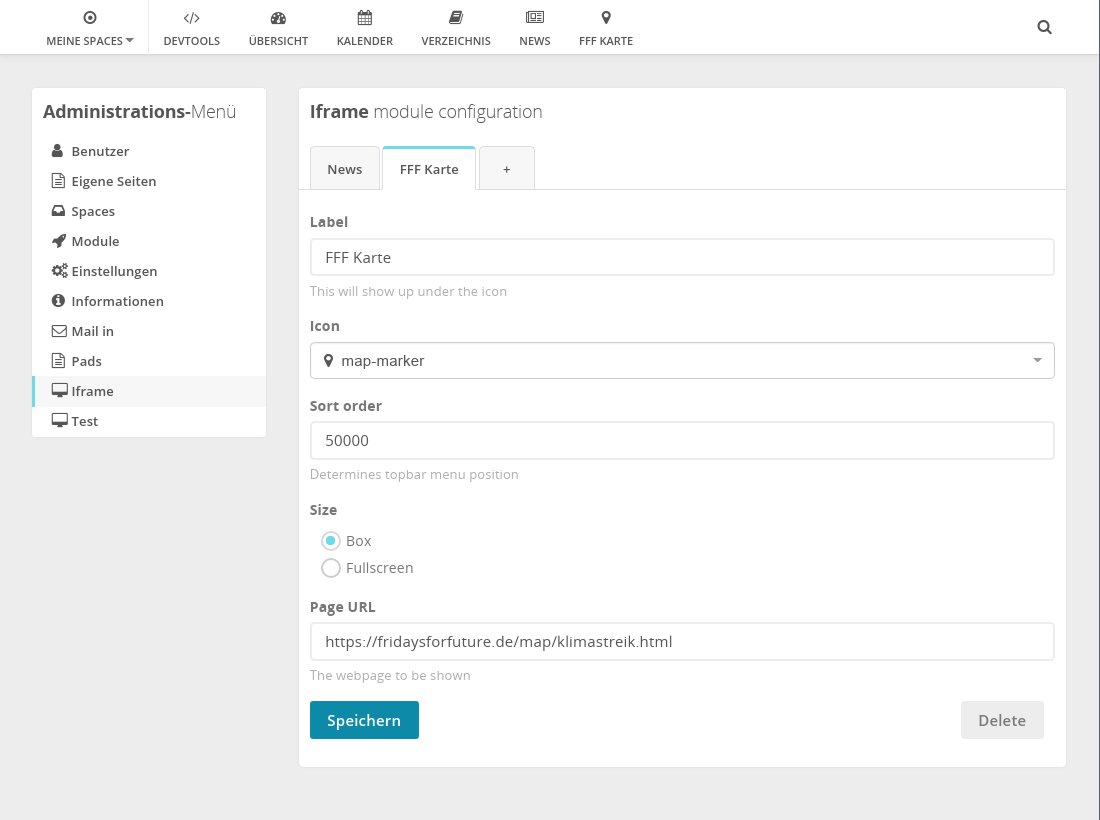 MEINE SPACES DEVTOOLS ÜBERSICHT KALENDER VERZEICHNIS NEWS FFF KARTE
Administrations-Menü
Benutzer
Eigene Seiten
Spaces
Module
Einstellungen
Informationen
Mail in
Pads
Iframe
Test
Iframe module configuration
News FFF Karte +
Label
FFF Karte
This will show up under the icon
Icon
map-marker
Sort order
50000
Determines topbar menu position
Size
Box
Fullscreen
Page URL
https://fridaysforfuture.de/map/klimastreik.html
The webpage to be shown
Speichern Delete